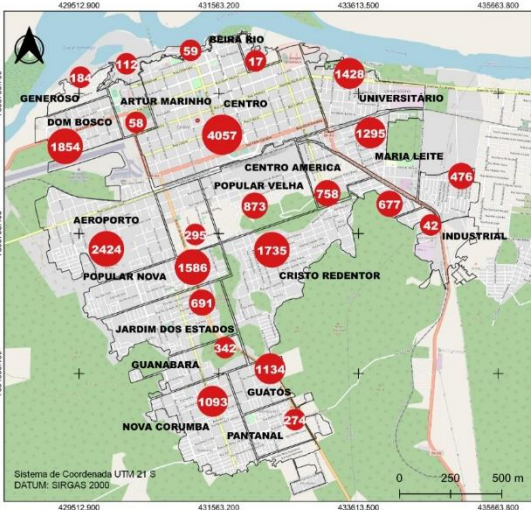 429512.900 431563.200 433613.500 435663.800
BEIRA RIO
59
112
17
184
1428
GENEROSO
ARTUR MARINHO
CENTRO
UNIVERSITÁRIO
DOM BOSCO
58
4057
1295
1854
MARIA LEITE
CENTRO AMERICA
POPULAR VELHA
758
476
873
677
AEROPORTO
295
42
INDUSTRIAL
2424
1735
1586
POPULAR NOVA
CRISTO REDENTOR
691
JARDIM DOS ESTADOS
342
GUANABARA
1134
GUATÓS
1093
274
NOVA CORUMBA
PANTANAL
Sistema de Coordenada UTM 21 S
DATUM: SIRGAS 2000
0 250 500 m
429512.900 431563.200 433613.500 435663.800